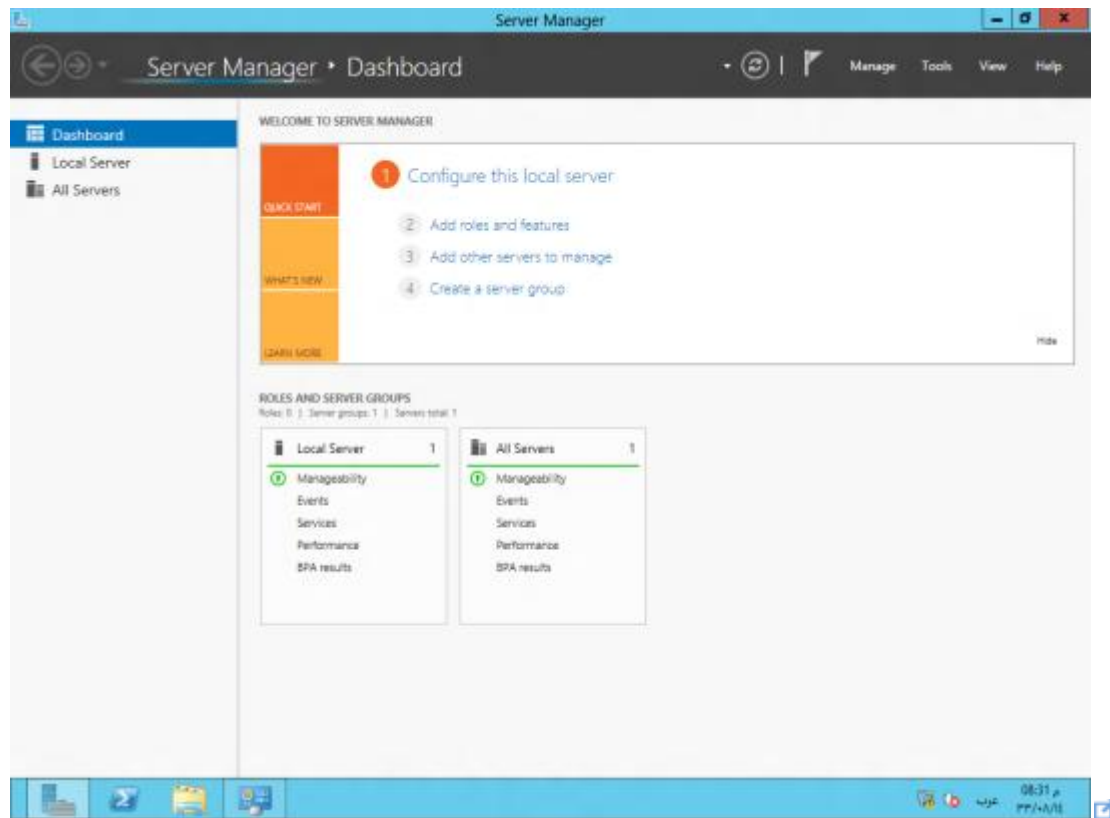 Server Manager
Server Manager • Dashboard
Manage Tools View Help
Dashboard
Local Server
All Servers
WELCOME TO SERVER MANAGER
QUICK START
WHAT'S NEW
LEARN MORE
1 Configure this local server
2 Add roles and features
3 Add other servers to manage
4 Create a server group
Hide
ROLES AND SERVER GROUPS
Roles: 0 | Server groups: 1 | Servers total: 1
Local Server 1
Manageability
Events
Services
Performance
BPA results
All Servers 1
Manageability
Events
Services
Performance
BPA results
عرب
08:31 م